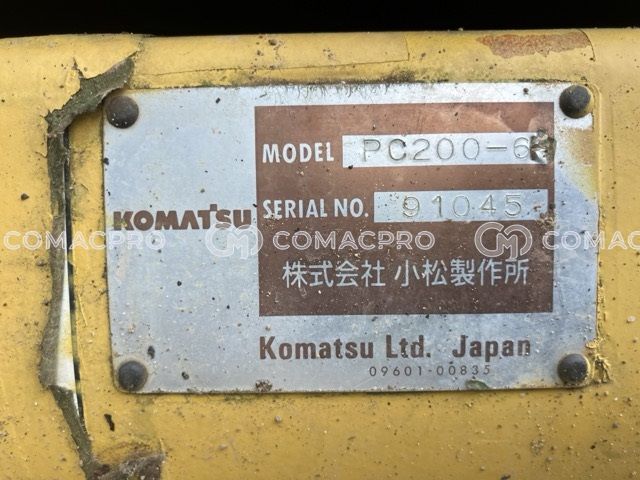 MODEL PC200-6
KOMATSU
SERIAL NO. 91045
COMACPRO COMACPRO COMACPRO
株式会社 小松製作所
Komatsu Ltd. Japan
09601-00835